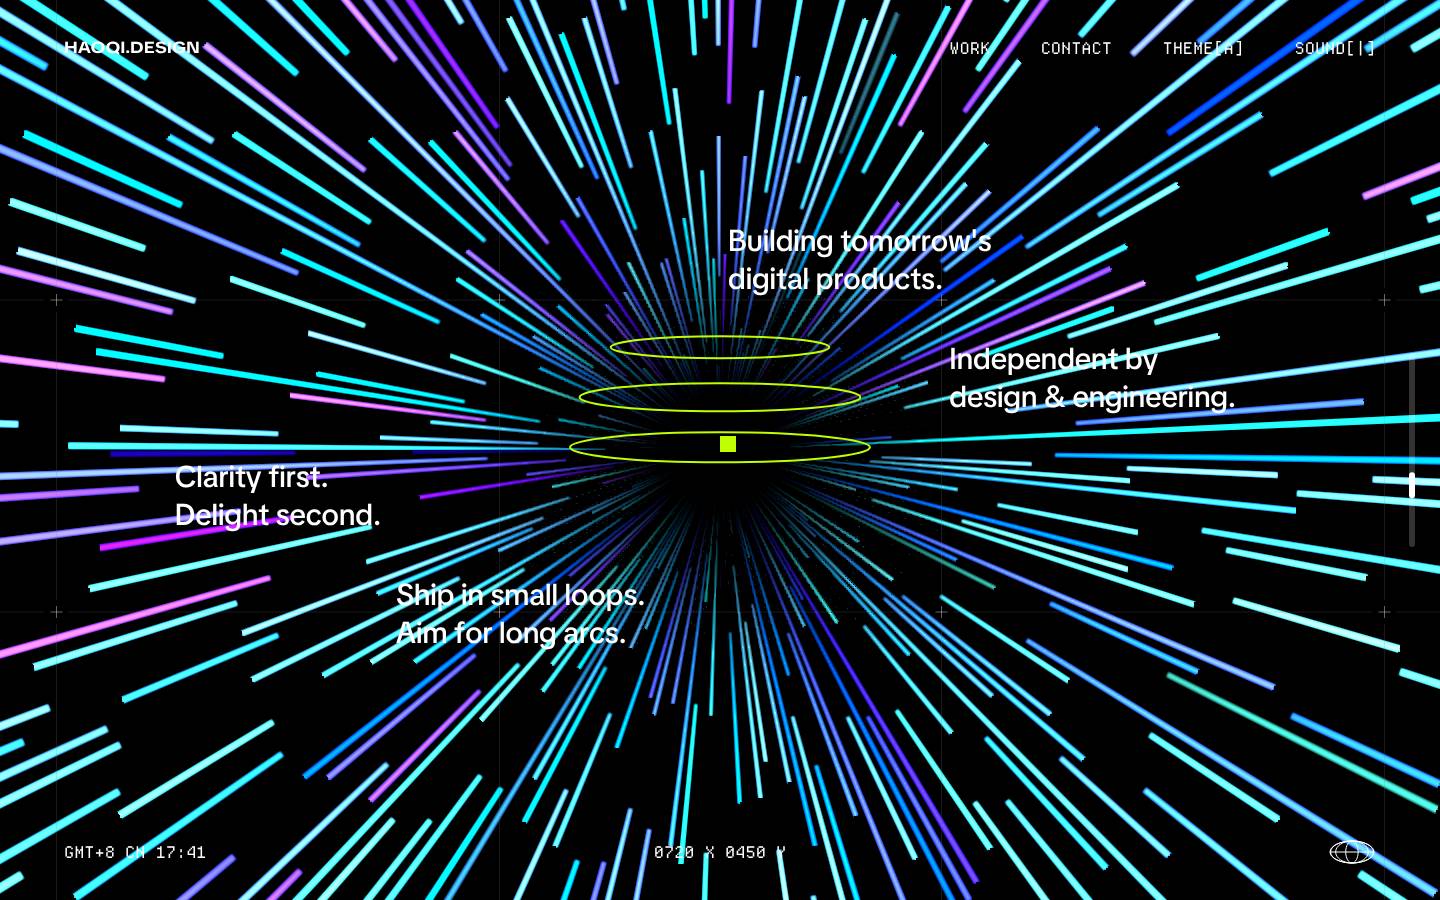 HAOQI.DESIGN
WORK
CONTACT
THEME[A]
SOUND[|]
Building tomorrow's
digital products.
Independent by
design & engineering.
Clarity first.
Delight second.
Ship in small loops.
Aim for long arcs.
GMT+8 CN 17:41
0720 X 0450 Y